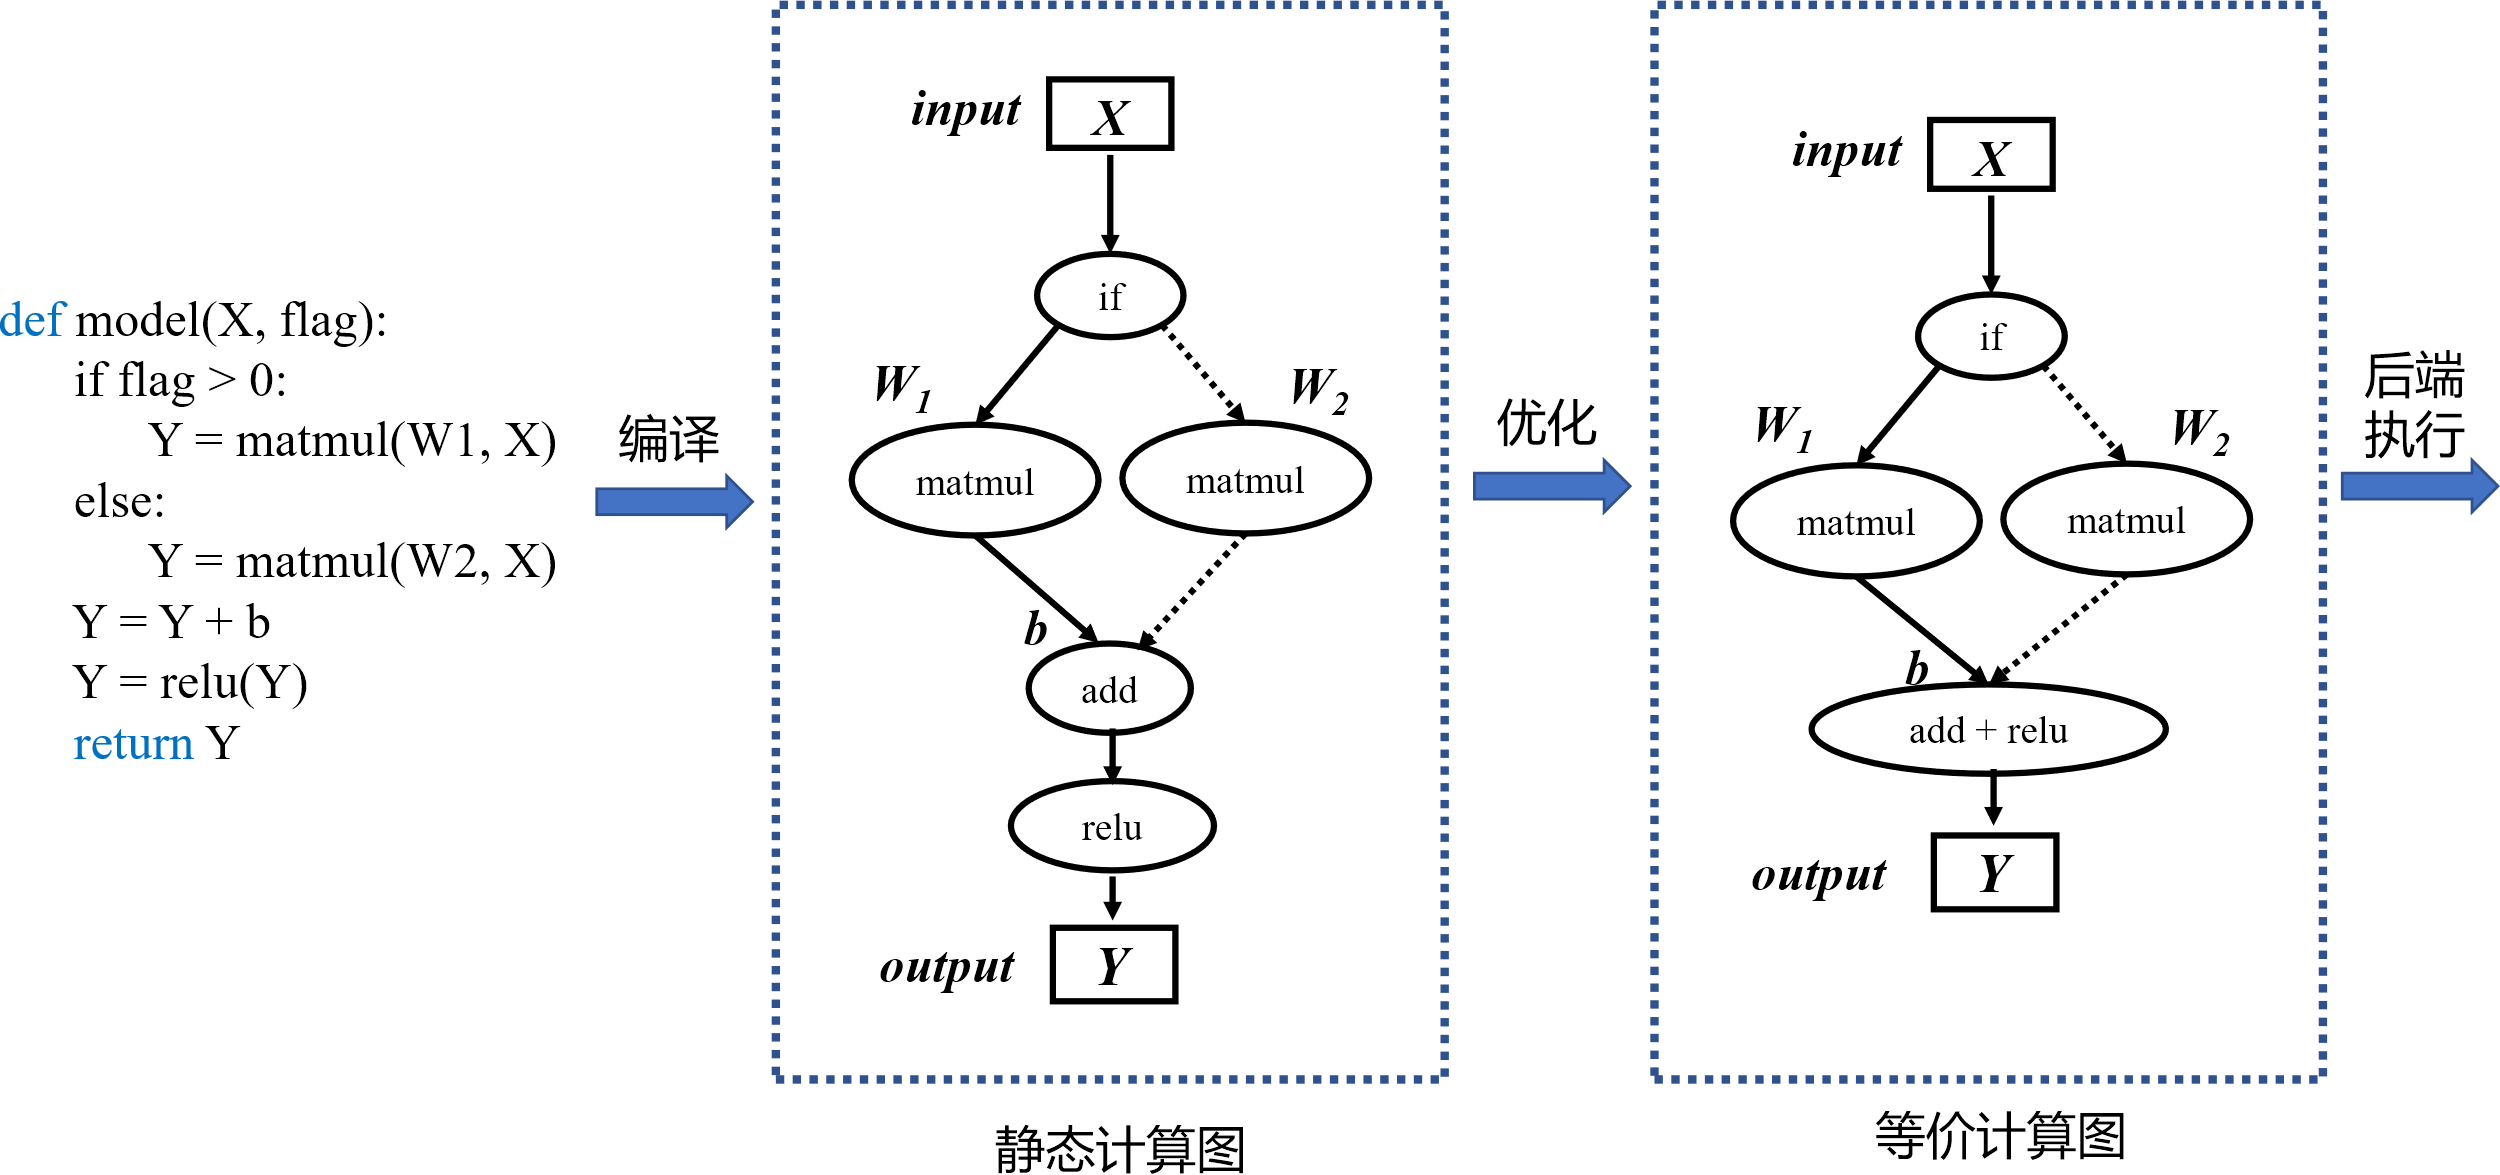 def model(X, flag):
if flag > 0:
Y = matmul(W1, X)
else:
Y = matmul(W2, X)
Y = Y + b
Y = relu(Y)
return Y
编译
input
X
if
W1
W2
matmul
matmul
b
add
relu
output
Y
静态计算图
优化
input
X
if
W1
W2
matmul
matmul
b
add + relu
output
Y
等价计算图
后端
执行